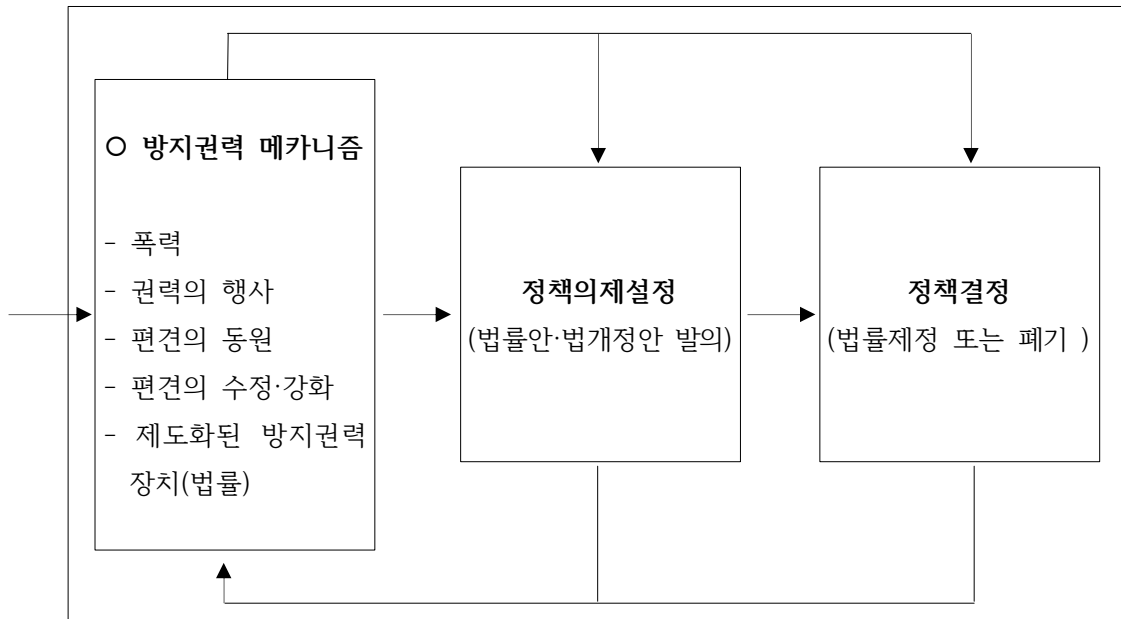 ○ 방지권력 메카니즘
- 폭력
- 권력의 행사
- 편견의 동원
- 편견의 수정·강화
- 제도화된 방지권력
장치(법률)
정책의제설정
(법률안·법개정안 발의)
정책결정
(법률제정 또는 폐기 )